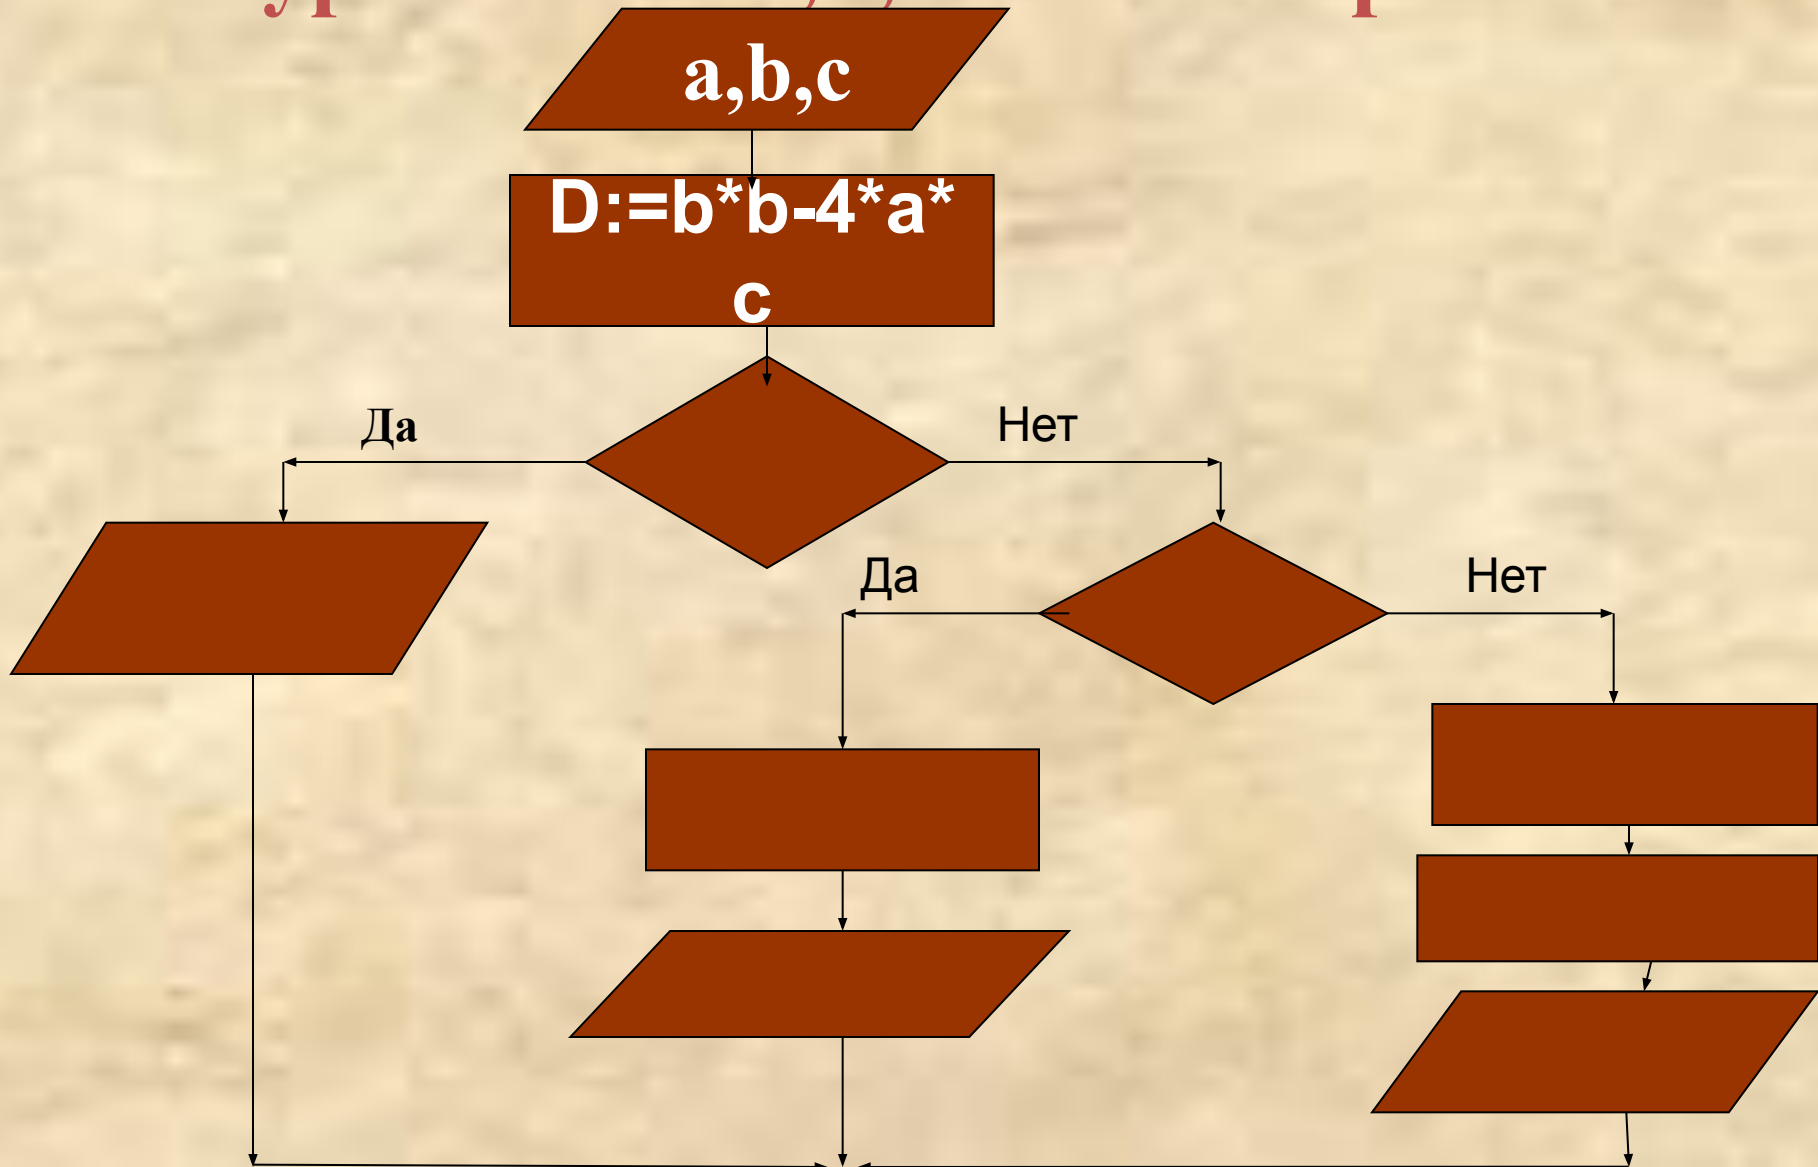 a,b,c
D:=b*b-4*a*
c
Да
Нет
Да
Нет